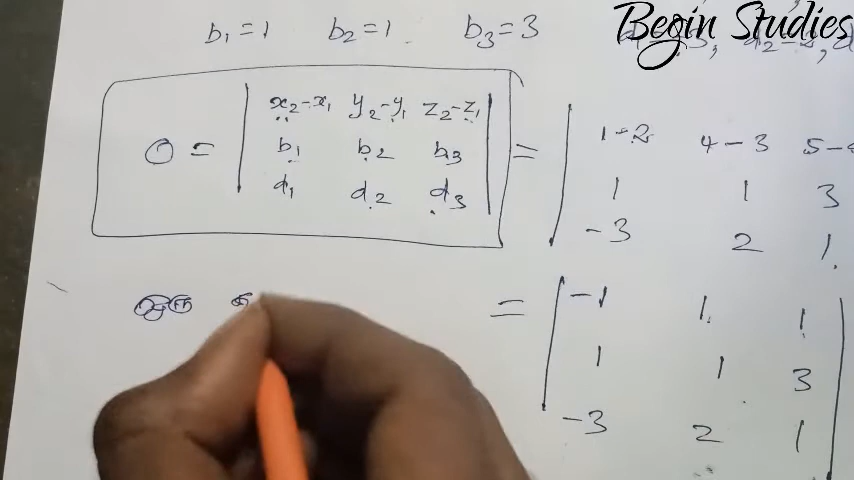 Begin Studies
b₁ = 1 b₂ = 1 b₃ = 3
0 = | x₂-x₁ y₂-y₁ z₂-z₁ | = | 1-2 4-3 5-
b₁ b₂ b₃ 1 1 3
d₁ d₂ d₃ -3 2 1
= | -1 1 1 |
1 1 3
-3 2 1